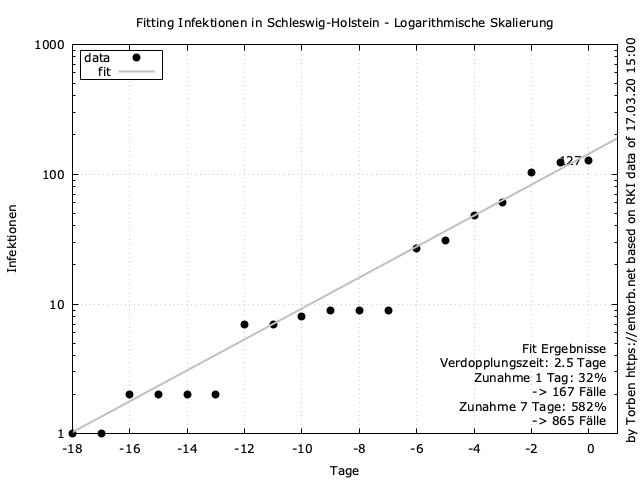 Fitting Infektionen in Schleswig-Holstein - Logarithmische Skalierung
1000
100
10
1
Infektionen
data
fit
127
Fit Ergebnisse
Verdopplungszeit: 2.5 Tage
Zunahme 1 Tag: 32%
-> 167 Fälle
Zunahme 7 Tage: 582%
-> 865 Fälle
-18 -16 -14 -12 -10 -8 -6 -4 -2 0
Tage
by Torben https://entorb.net based on RKI data of 17.03.20 15:00